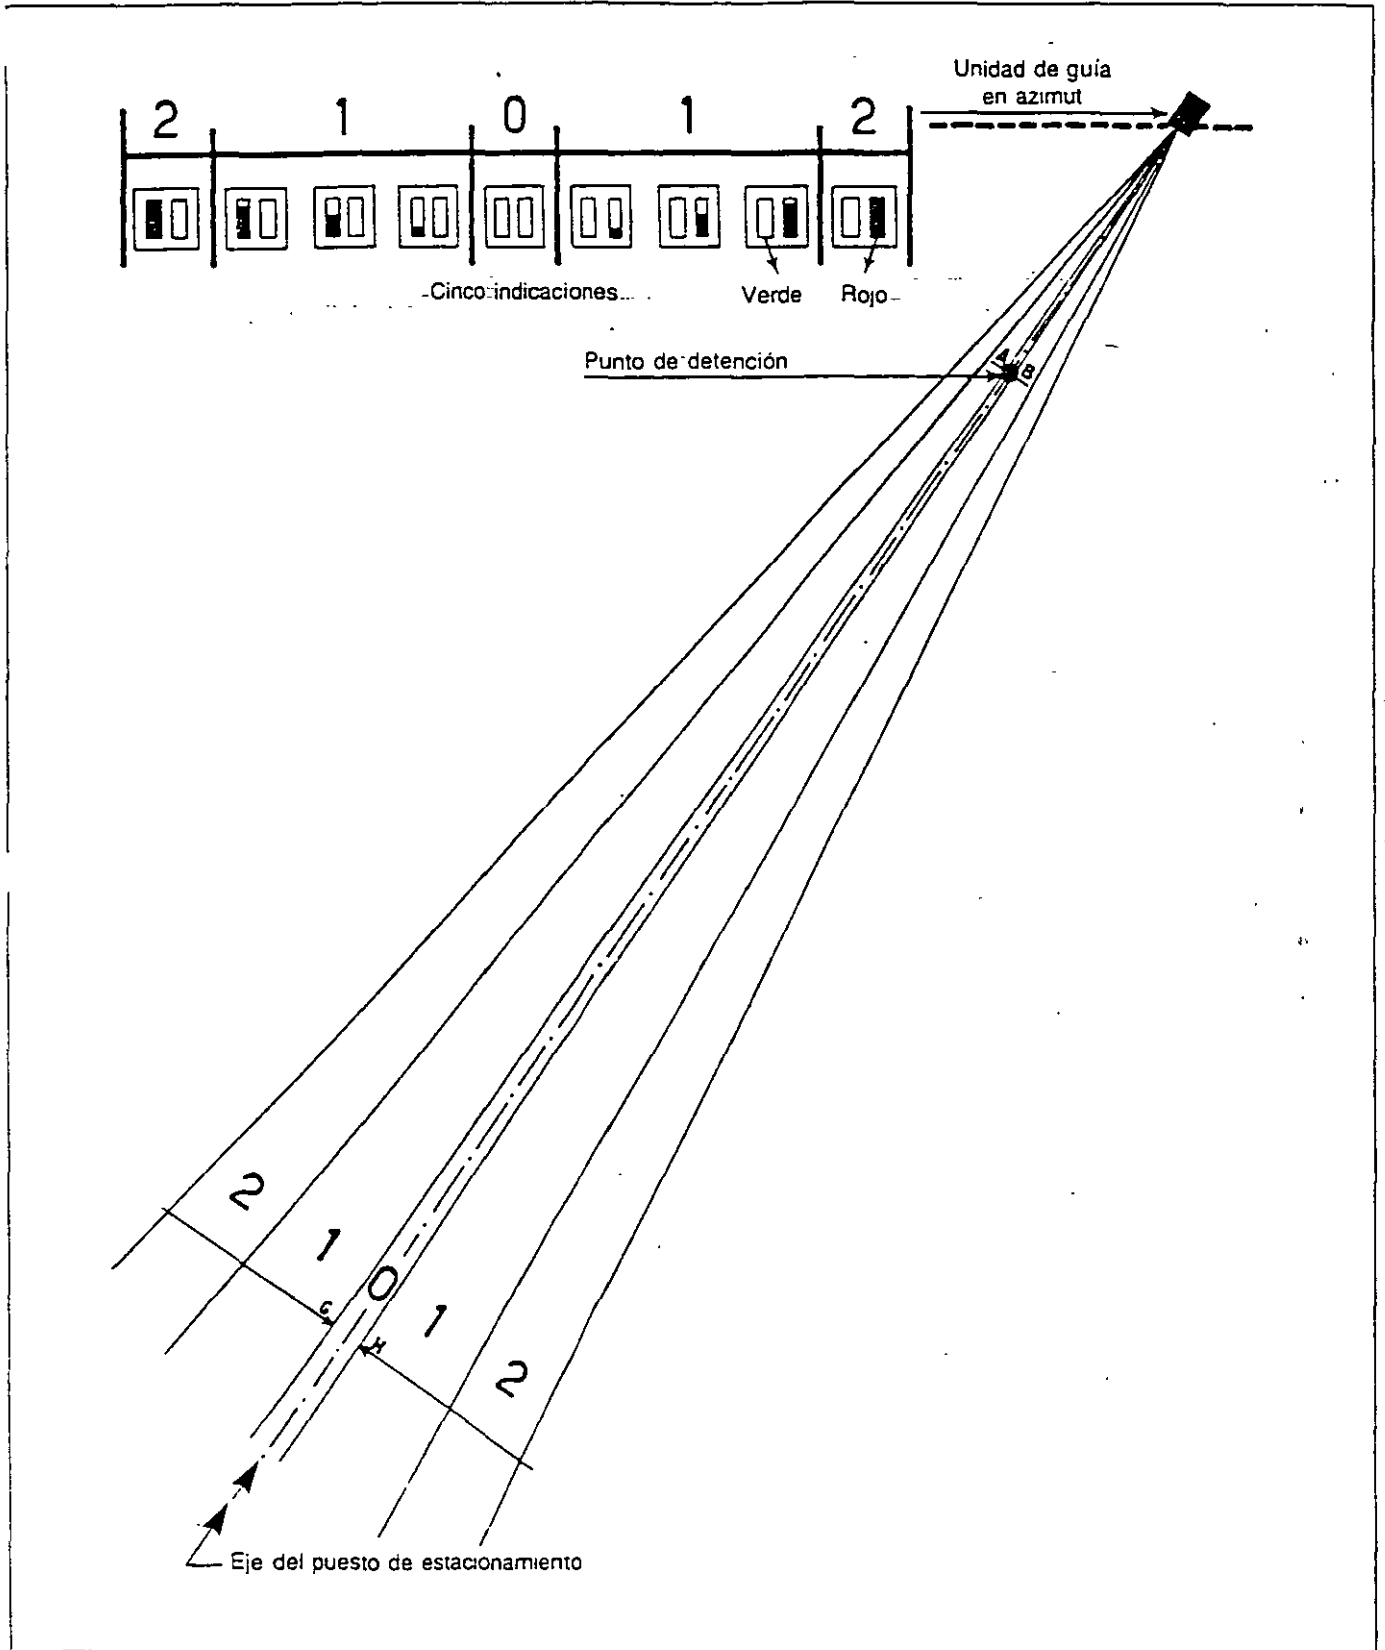 Unidad de guía
en azimut
2 1 0 1 2
Cinco indicaciones
Verde Rojo
Punto de detención
A B
2
1
G
0
H
1
2
Eje del puesto de estacionamiento